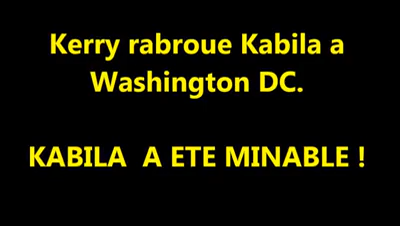 Kerry rabroue Kabila a
Washington DC.
KABILA  A ETE MINABLE !